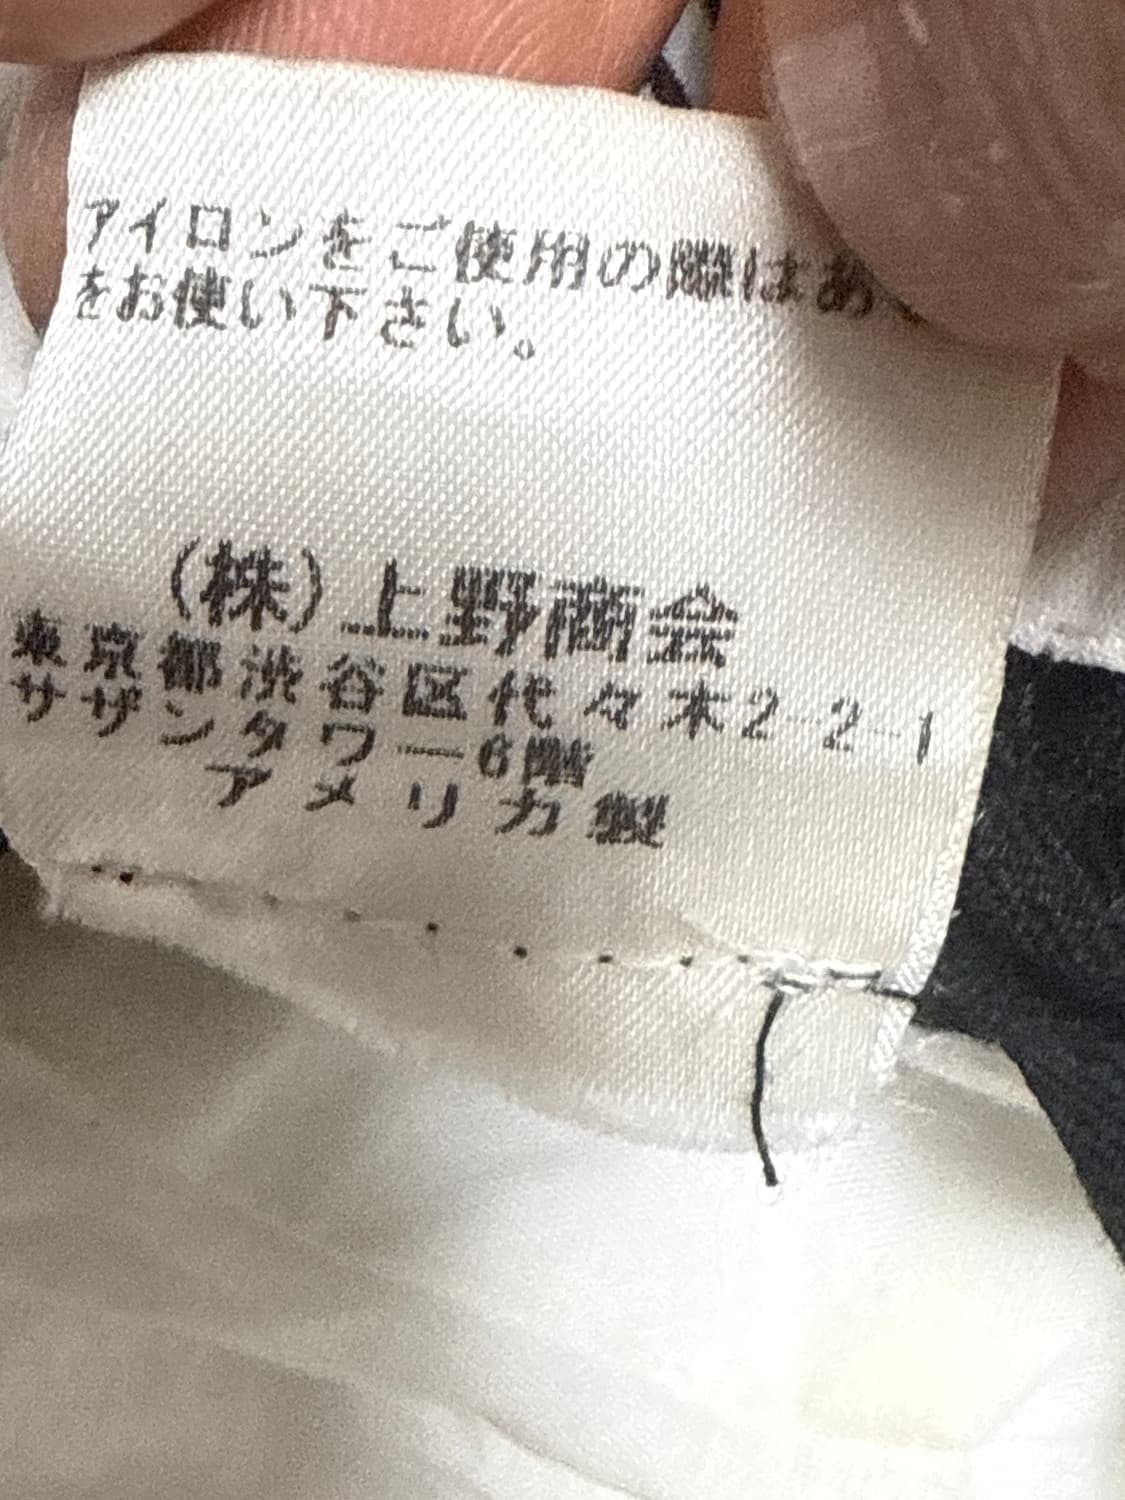 アイロンをご使用の際はあ
をお使い下さい。
(株)上野商会
東京都渋谷区代々木2-2-1
サザンタワー6階
アメリカ製